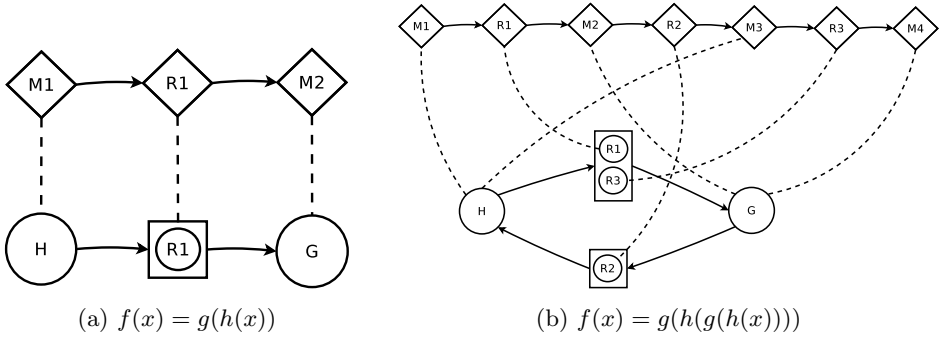 M1 R1 M2
H R1 G
(a) f(x) = g(h(x))
M1 R1 M2 R2 M3 R3 M4
R1
R3
H G
R2
(b) f(x) = g(h(g(h(x))))